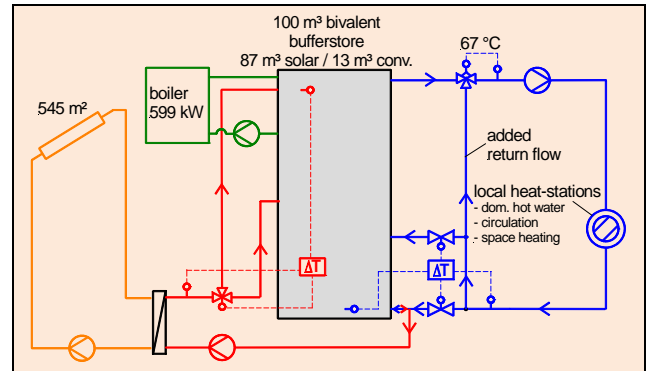 100 m³ bivalent
bufferstore
87 m³ solar / 13 m³ conv.
67 °C
545 m²
boiler
599 kW
added
return flow
local heat-stations
- dom. hot water
- circulation
- space heating
ΔT
ΔT